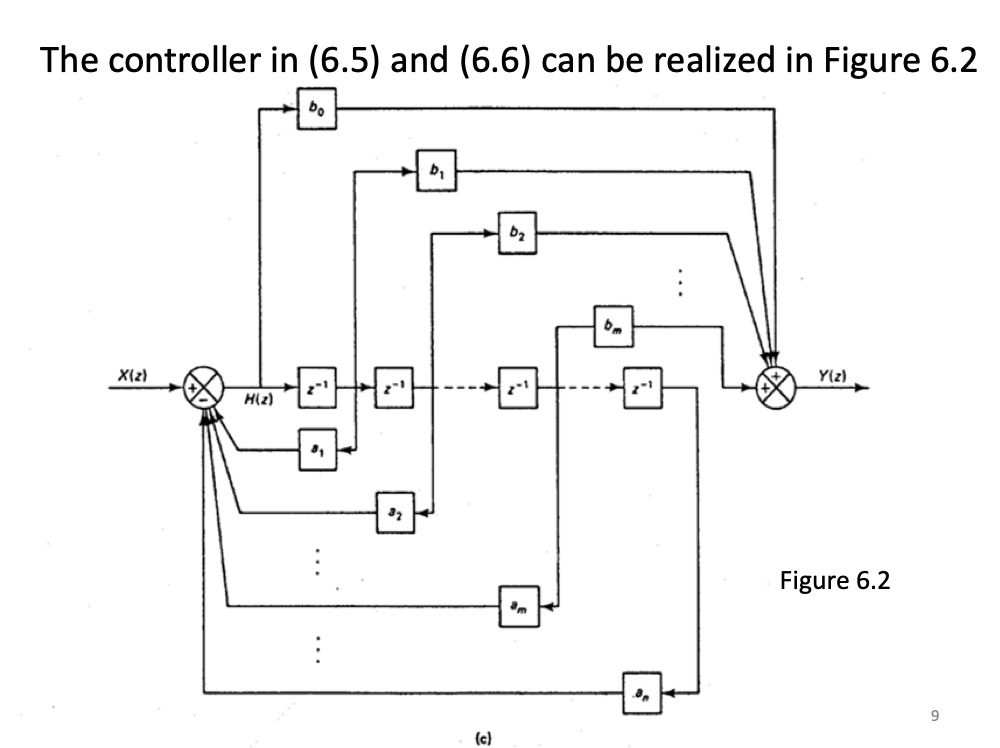 The controller in (6.5) and (6.6) can be realized in Figure 6.2
b₀
b₁
b₂
⋮
bₘ
X(z)
+
−
H(z)
z⁻¹
z⁻¹
z⁻¹
z⁻¹
+
+
Y(z)
a₁
a₂
⋮
Figure 6.2
aₘ
⋮
aₙ
9
(c)